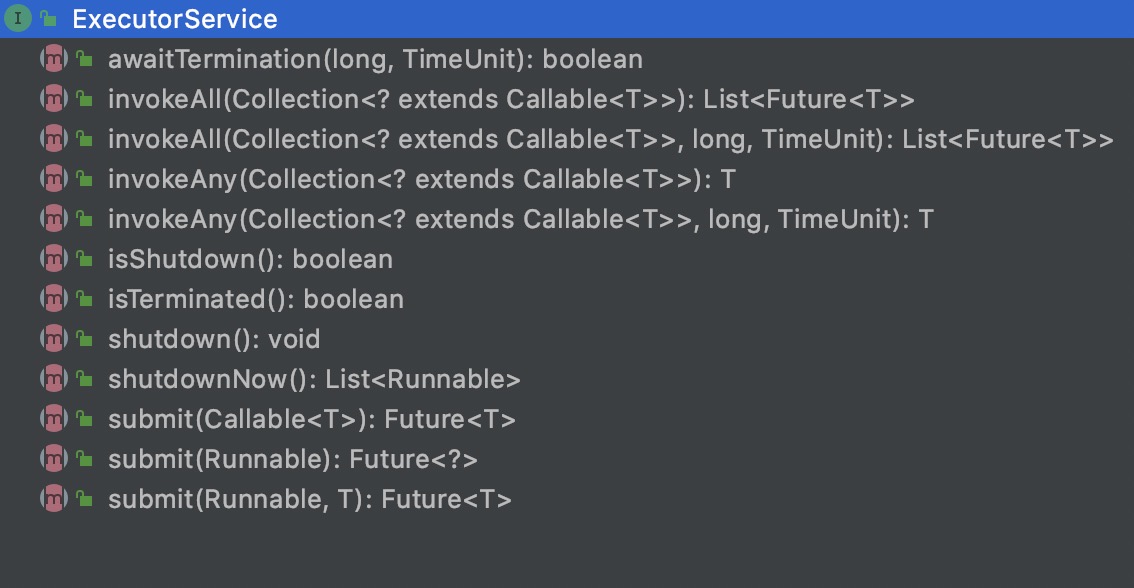 I ExecutorService
m awaitTermination(long, TimeUnit): boolean
m invokeAll(Collection<? extends Callable<T>>): List<Future<T>>
m invokeAll(Collection<? extends Callable<T>>, long, TimeUnit): List<Future<T>>
m invokeAny(Collection<? extends Callable<T>>): T
m invokeAny(Collection<? extends Callable<T>>, long, TimeUnit): T
m isShutdown(): boolean
m isTerminated(): boolean
m shutdown(): void
m shutdownNow(): List<Runnable>
m submit(Callable<T>): Future<T>
m submit(Runnable): Future<?>
m submit(Runnable, T): Future<T>